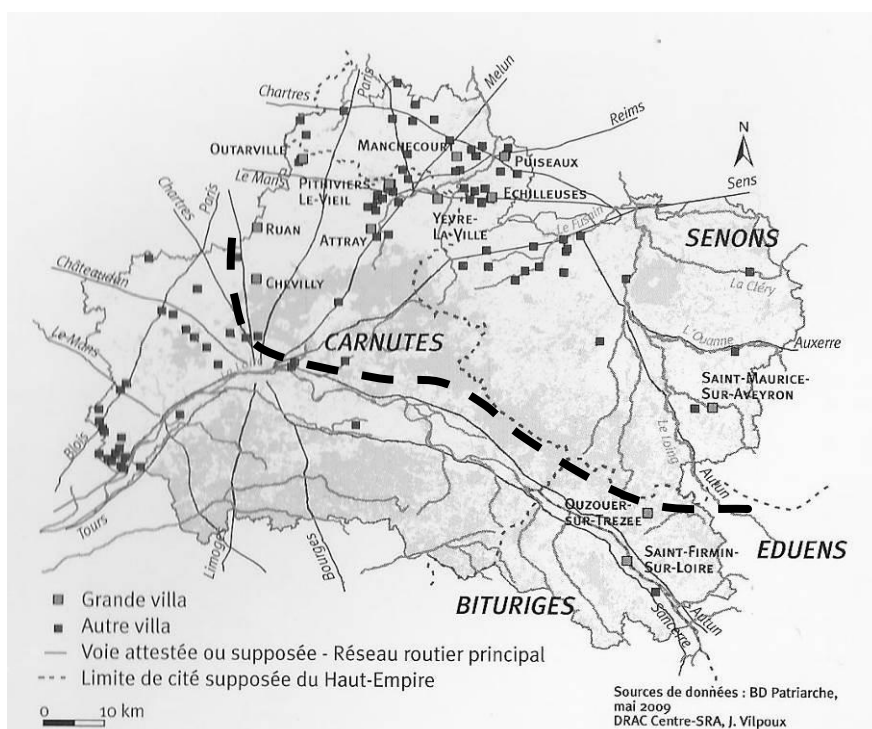 Melun
Paris
Chartres
Reims
N
OUTARVILLE
MANCHECOURT
PUISEAUX
Le Mans
PITHIVIERS-
LE-VIEIL
ECHILLEUSES
Sens
Chartres
Paris
YEVRE-
LA-VILLE
Le Fusain
RUAN
ATTRAY
SENONS
Châteaudun
CHEVILLY
La Cléry
Le Mans
CARNUTES
L'Ouanne
Auxerre
SAINT-MAURICE-
SUR-AVEYRON
Blois
Le Loing
Autun
Tours
OUZOUER-
SUR-TREZÉE
Limoges
Bourges
EDUENS
SAINT-FIRMIN-
SUR-LOIRE
BITURIGES
Sancerre
Autun
Grande villa
Autre villa
Voie attestée ou supposée - Réseau routier principal
Limite de cité supposée du Haut-Empire
0 10 km
Sources de données : BD Patriarche,
mai 2009
DRAC Centre-SRA, J. Vilpoux